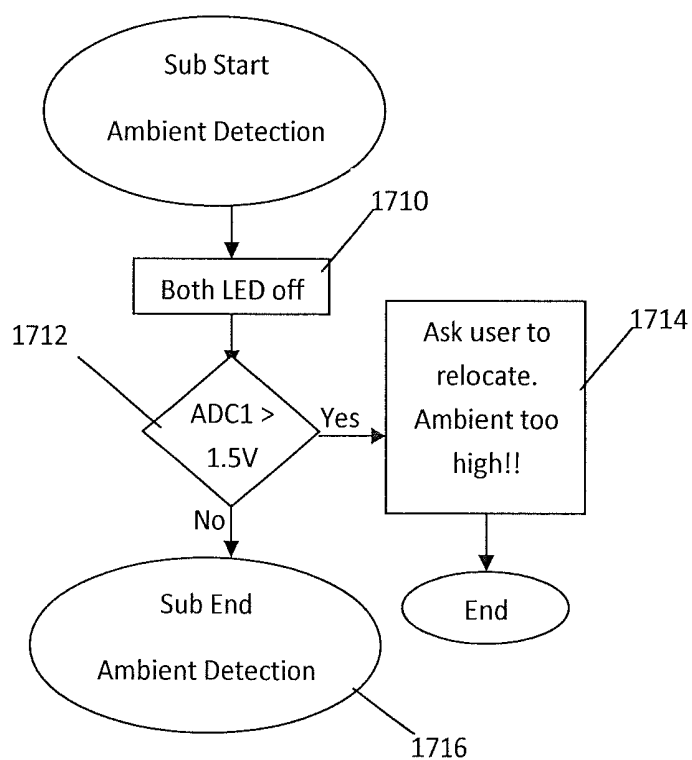 Sub Start
Ambient Detection
1710
Both LED off
1712
ADC1 >
1.5V
Yes
Ask user to
relocate.
Ambient too
high!!
1714
No
Sub End
Ambient Detection
End
1716